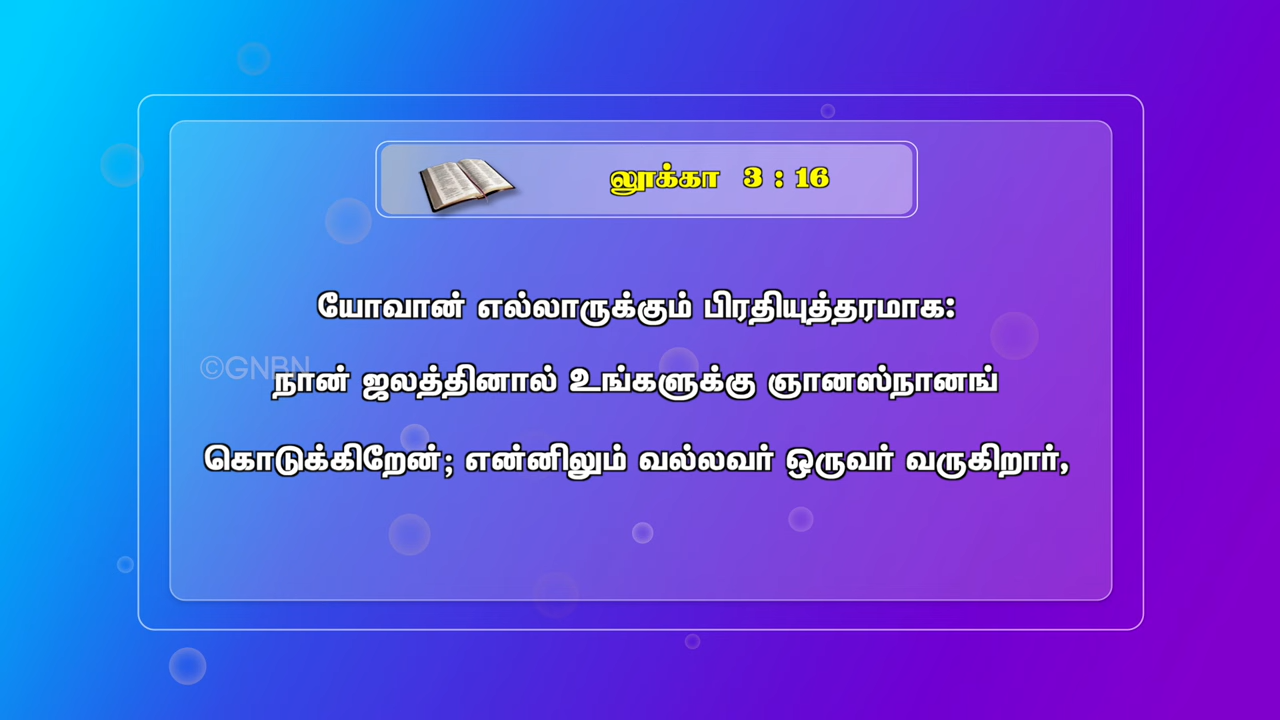 லூக்கா 3 : 16
யோவான் எல்லாருக்கும் பிரதியுத்தரமாக:
©GNBN
நான் ஜலத்தினால் உங்களுக்கு ஞானஸ்நானங்
கொடுக்கிறேன்; என்னிலும் வல்லவர் ஒருவர் வருகிறார்,